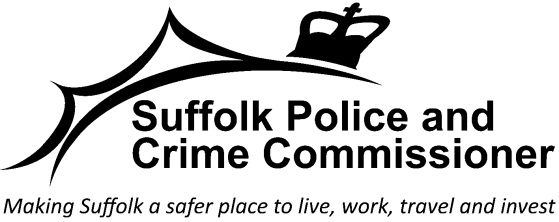 Suffolk Police and
Crime Commissioner
Making Suffolk a safer place to live, work, travel and invest